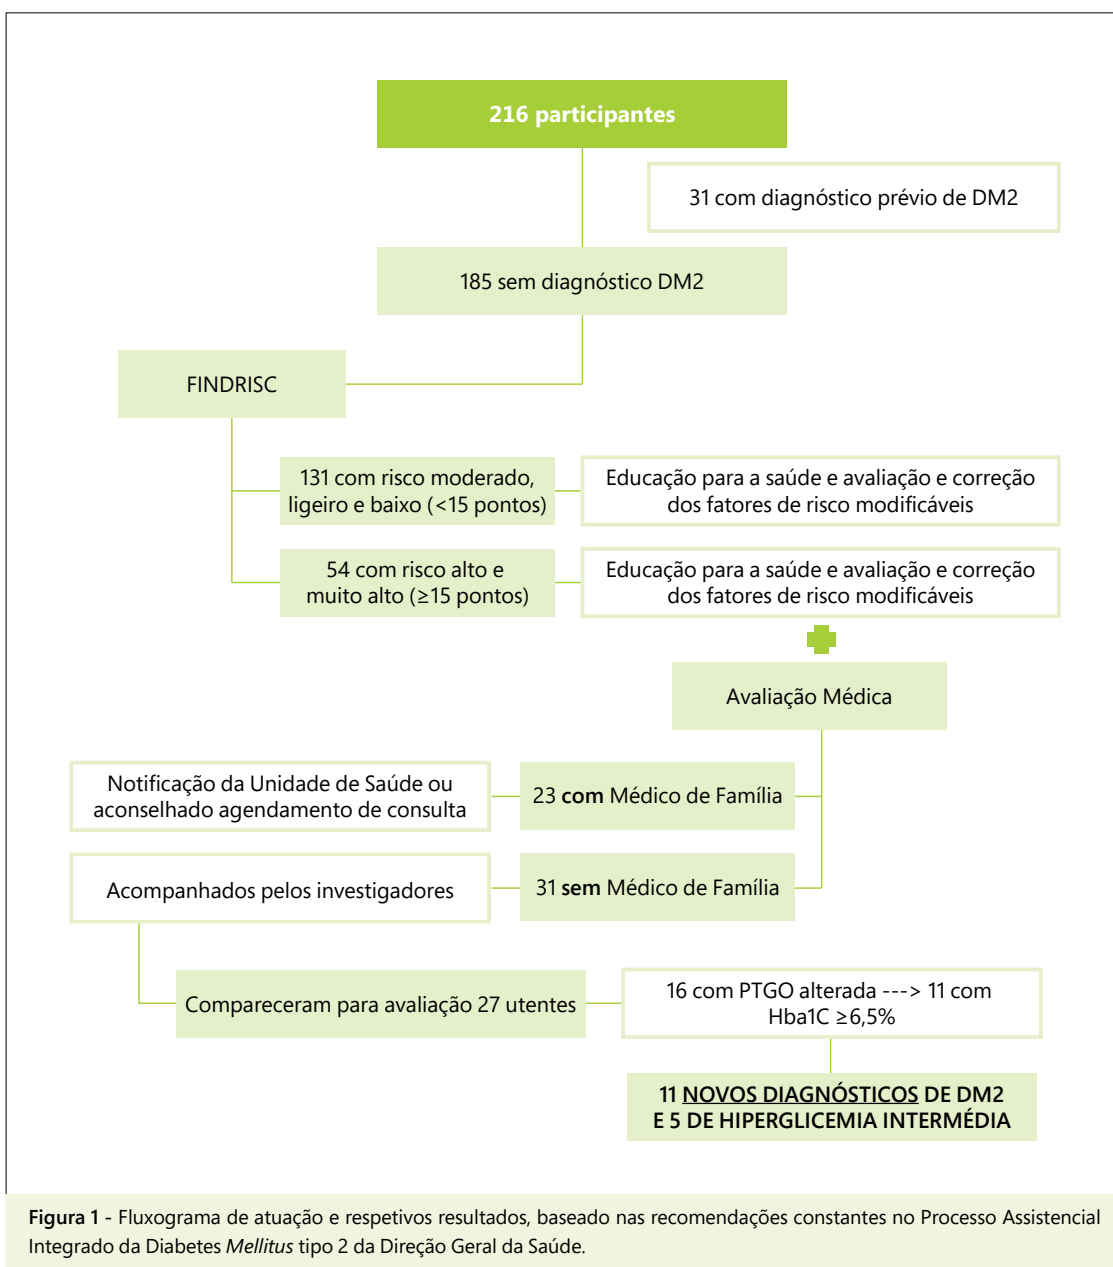 216 participantes
31 com diagnóstico prévio de DM2
185 sem diagnóstico DM2
FINDRISC
131 com risco moderado,
ligeiro e baixo (<15 pontos)
Educação para a saúde e avaliação e correção
dos fatores de risco modificáveis
54 com risco alto e
muito alto (≥15 pontos)
Educação para a saúde e avaliação e correção
dos fatores de risco modificáveis
Avaliação Médica
Notificação da Unidade de Saúde ou
aconselhado agendamento de consulta
23 com Médico de Família
Acompanhados pelos investigadores
31 sem Médico de Família
Compareceram para avaliação 27 utentes
16 com PTGO alterada ---> 11 com
Hba1C ≥6,5%
11 NOVOS DIAGNÓSTICOS DE DM2
E 5 DE HIPERGLICEMIA INTERMÉDIA
Figura 1 - Fluxograma de atuação e respetivos resultados, baseado nas recomendações constantes no Processo Assistencial
Integrado da Diabetes Mellitus tipo 2 da Direção Geral da Saúde.